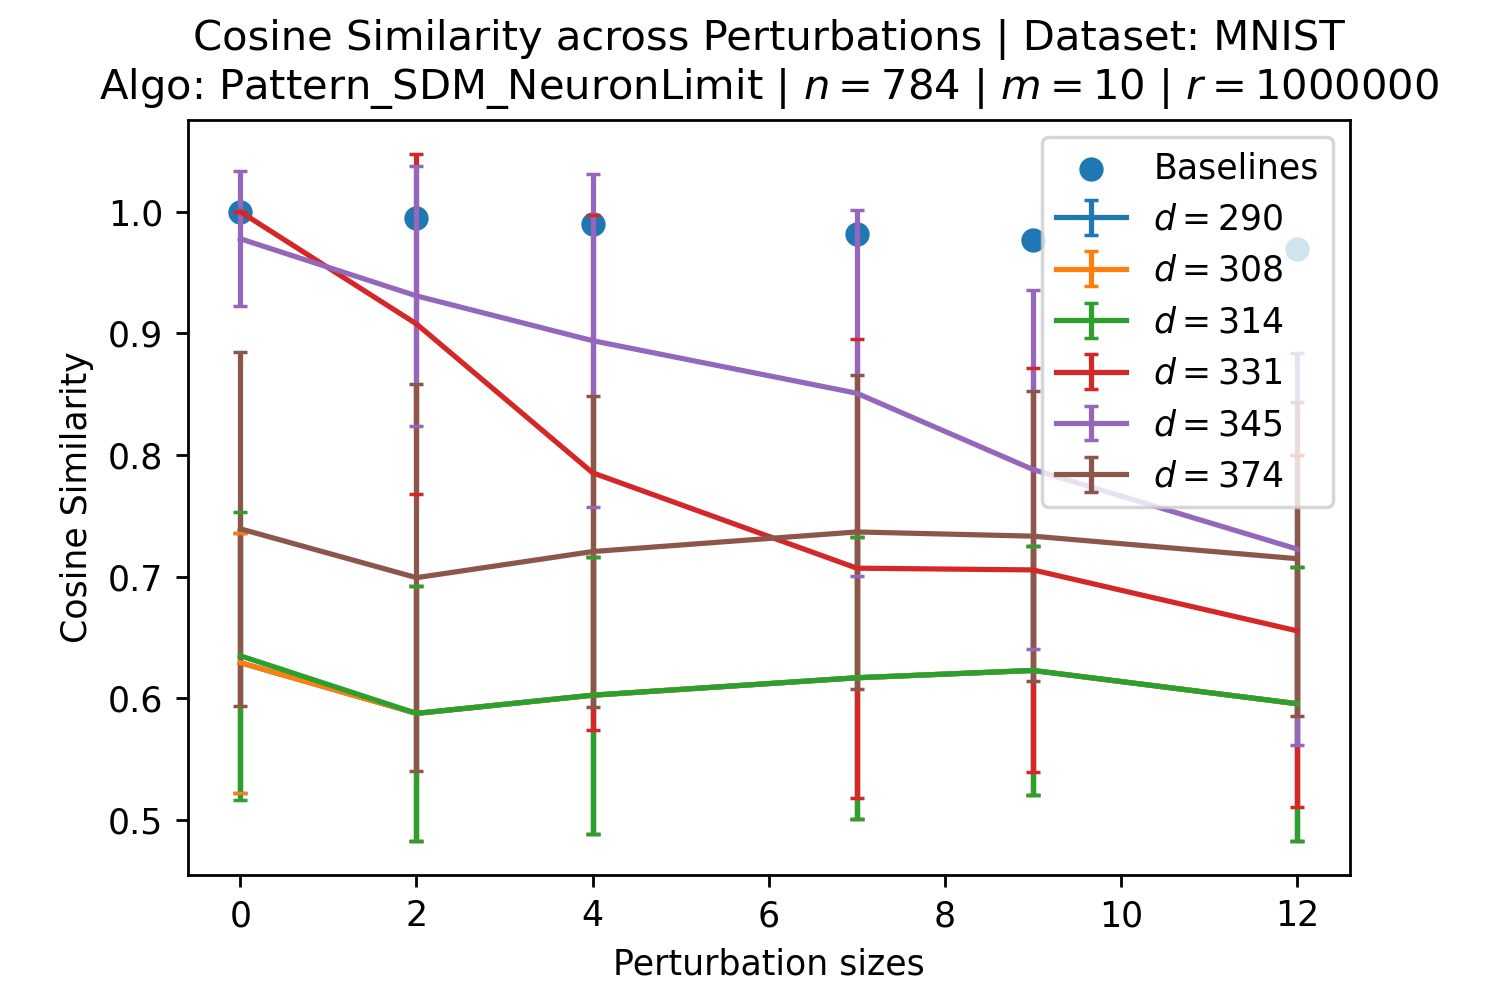 Cosine Similarity across Perturbations | Dataset: MNIST
Algo: Pattern_SDM_NeuronLimit | n = 784 | m = 10 | r = 1000000
Baselines
d = 290
d = 308
d = 314
d = 331
d = 345
d = 374
Cosine Similarity
1.0
0.9
0.8
0.7
0.6
0.5
0 2 4 6 8 10 12
Perturbation sizes